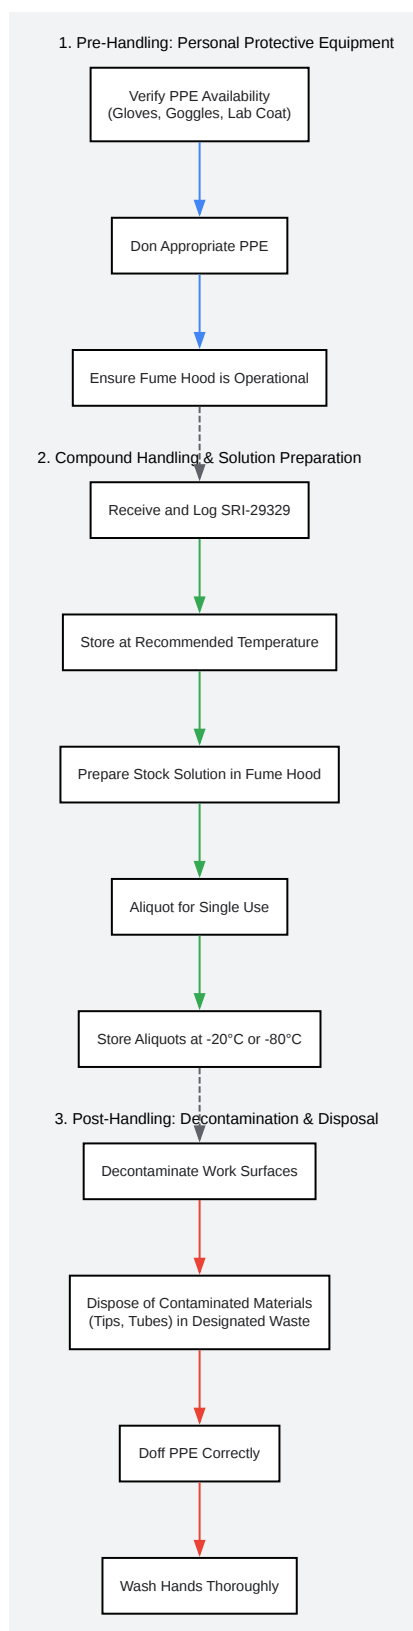 1. Pre-Handling: Personal Protective Equipment
Verify PPE Availability
(Gloves, Goggles, Lab Coat)
Don Appropriate PPE
Ensure Fume Hood is Operational
2. Compound Handling & Solution Preparation
Receive and Log SRI-29329
Store at Recommended Temperature
Prepare Stock Solution in Fume Hood
Aliquot for Single Use
Store Aliquots at -20°C or -80°C
3. Post-Handling: Decontamination & Disposal
Decontaminate Work Surfaces
Dispose of Contaminated Materials
(Tips, Tubes) in Designated Waste
Doff PPE Correctly
Wash Hands Thoroughly